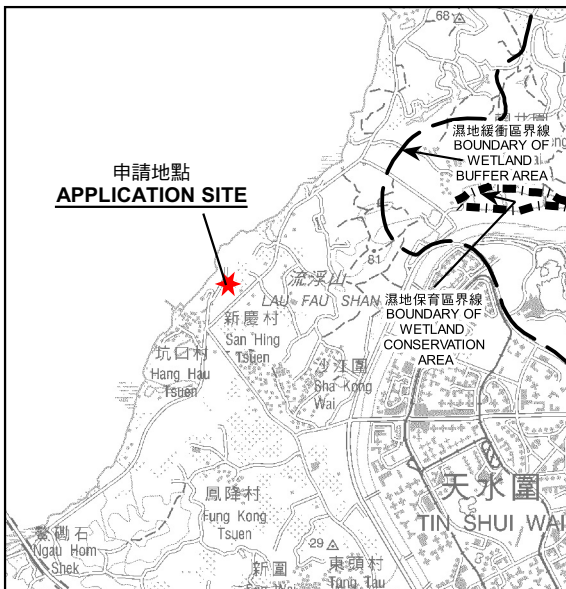 68
濕地緩衝區界線
BOUNDARY OF
WETLAND
BUFFER AREA
申請地點
APPLICATION SITE
81
流浮山
LAU FAU SHAN
濕地保育區界線
BOUNDARY OF
WETLAND
CONSERVATION
AREA
新慶村
San Hing
Tsuen
坑口村
Hang Hau
Tsuen
沙江圍
Sha Kong
Wai
天水圍
TIN SHUI WAI
鳳降村
Fung Kong
Tsuen
鰲磡石
Ngau Hom
Shek
29
新圍
東頭村
Tung Tau